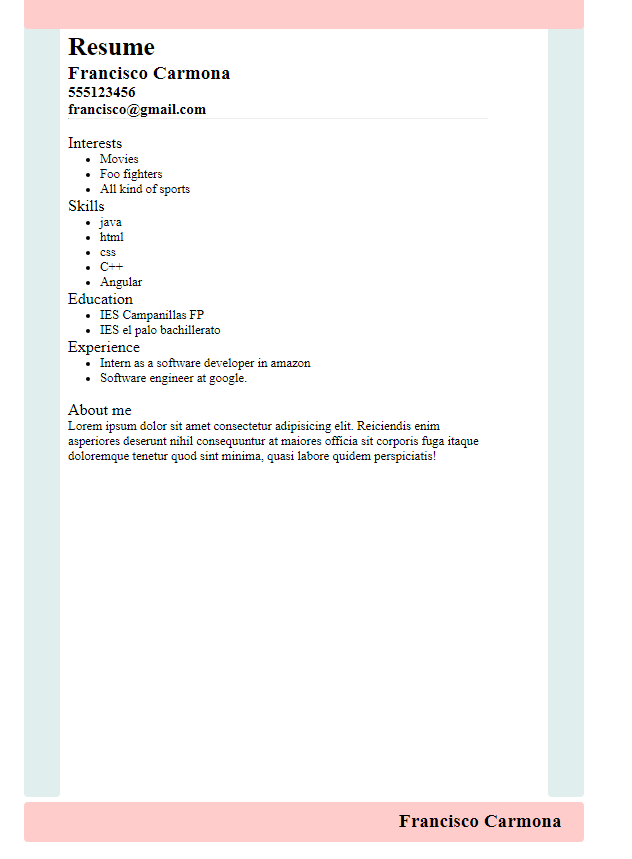 Resume
Francisco Carmona
555123456
francisco@gmail.com
Interests
• Movies
• Foo fighters
• All kind of sports
Skills
• java
• html
• css
• C++
• Angular
Education
• IES Campanillas FP
• IES el palo bachillerato
Experience
• Intern as a software developer in amazon
• Software engineer at google.
About me
Lorem ipsum dolor sit amet consectetur adipisicing elit. Reiciendis enim
asperiores deserunt nihil consequuntur at maiores officia sit corporis fuga itaque
doloremque tenetur quod sint minima, quasi labore quidem perspiciatis!
Francisco Carmona